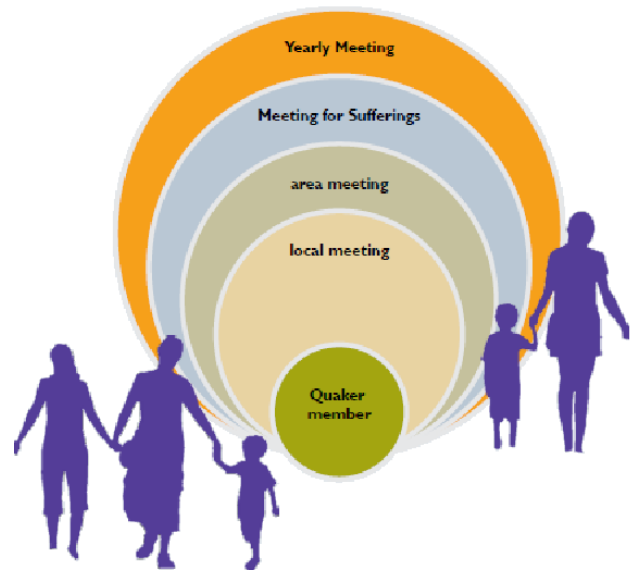 Yearly Meeting
Meeting for Sufferings
area meeting
local meeting
Quaker
member